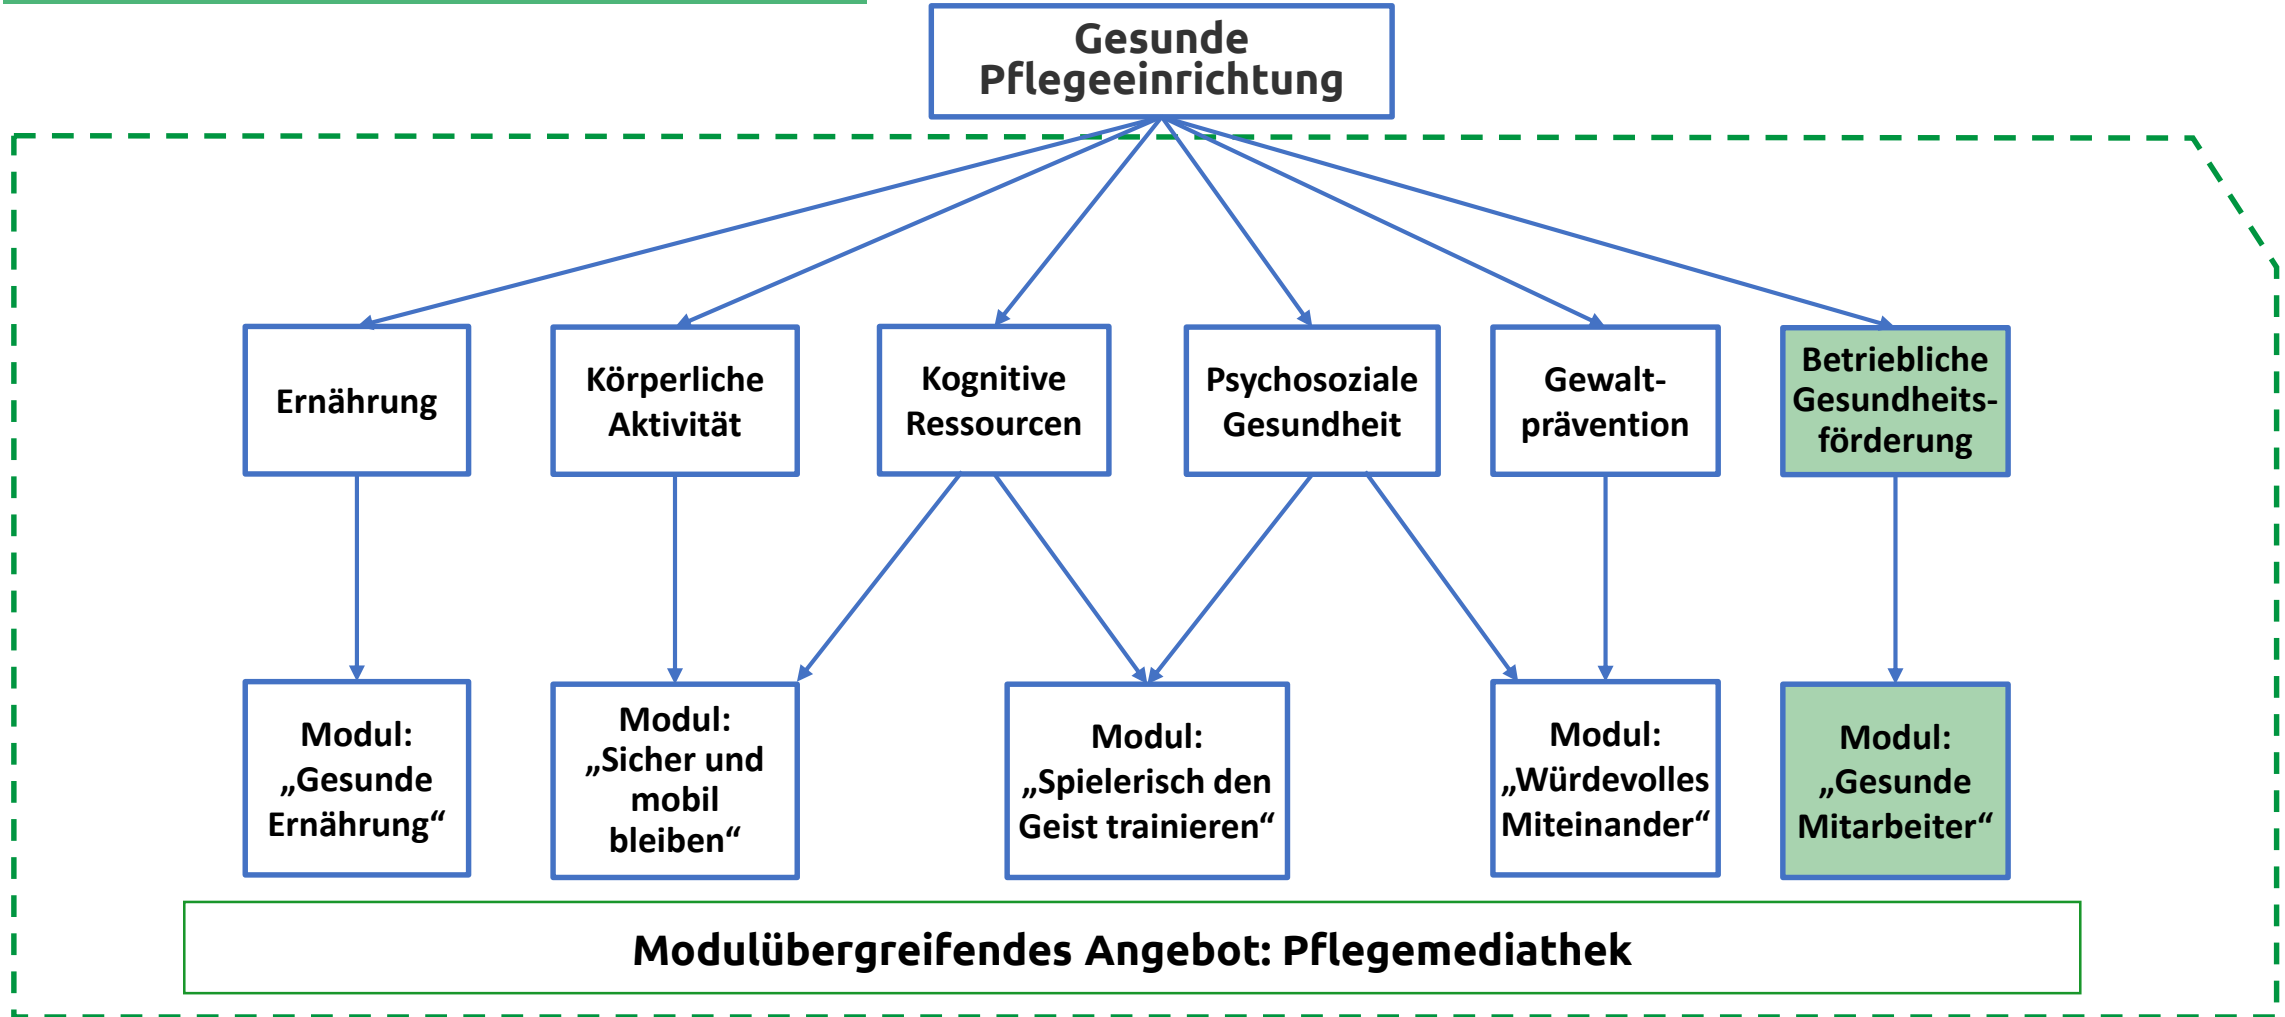 Gesunde
Pflegeeinrichtung
Ernährung
Körperliche
Aktivität
Kognitive
Ressourcen
Psychosoziale
Gesundheit
Gewalt-
prävention
Betriebliche
Gesundheits-
förderung
Modul:
„Gesunde
Ernährung“
Modul:
„Sicher und
mobil
bleiben“
Modul:
„Spielerisch den
Geist trainieren“
Modul:
„Würdevolles
Miteinander“
Modul:
„Gesunde
Mitarbeiter“
Modulübergreifendes Angebot: Pflegemediathek